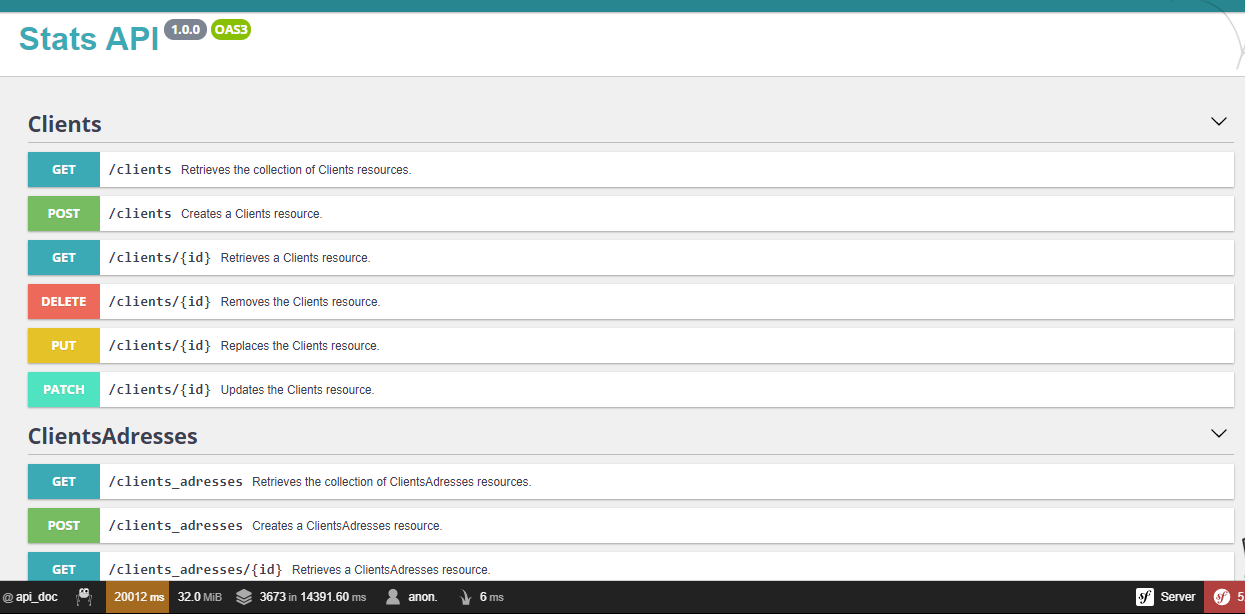 Stats API 1.0.0 OAS3
Clients
GET /clients Retrieves the collection of Clients resources.
POST /clients Creates a Clients resource.
GET /clients/{id} Retrieves a Clients resource.
DELETE /clients/{id} Removes the Clients resource.
PUT /clients/{id} Replaces the Clients resource.
PATCH /clients/{id} Updates the Clients resource.
ClientsAdresses
GET /clients_adresses Retrieves the collection of ClientsAdresses resources.
POST /clients_adresses Creates a ClientsAdresses resource.
GET /clients_adresses/{id} Retrieves a ClientsAdresses resource.
@ api_doc 20012 ms 32.0 MiB 3673 in 14391.60 ms anon. 6 ms sf Server sf 5